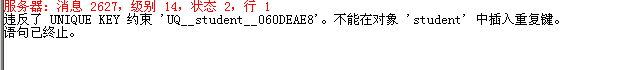 服务器: 消息 2627，级别 14，状态 2，行 1
违反了 UNIQUE KEY 约束 'UQ__student__060DEAE8'。不能在对象 'student' 中插入重复键。
语句已终止。